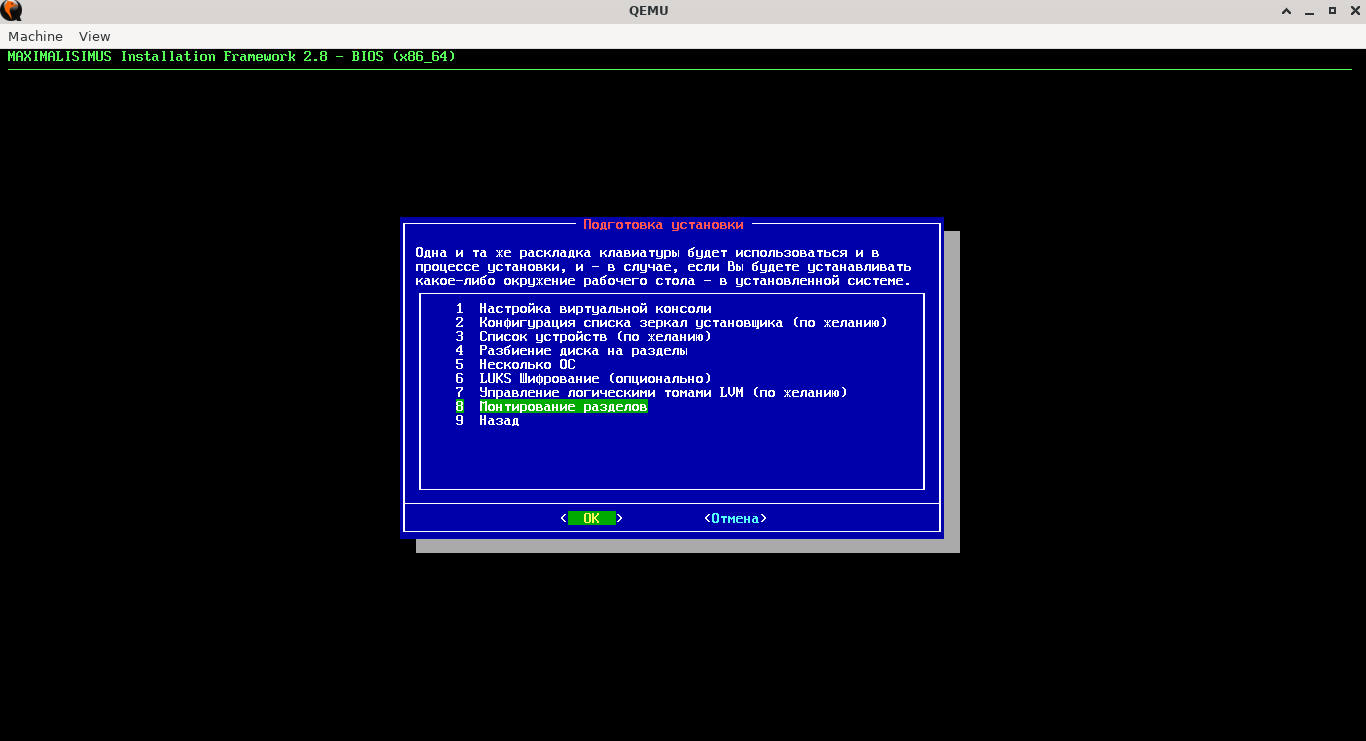 QEMU
Machine View
MAXIMALISIMUS Installation Framework 2.8 - BIOS (x86_64)
Подготовка установки
Одна и та же раскладка клавиатуры будет использоваться и в
процессе установки, и - в случае, если Вы будете устанавливать
какое-либо окружение рабочего стола - в установленной системе.
1 Настройка виртуальной консоли
2 Конфигурация списка зеркал установщика (по желанию)
3 Список устройств (по желанию)
4 Разбиение диска на разделы
5 Несколько ОС
6 LUKS Шифрование (опционально)
7 Управление логическими томами LVM (по желанию)
8 Монтирование разделов
9 Назад
< OK > <Отмена>